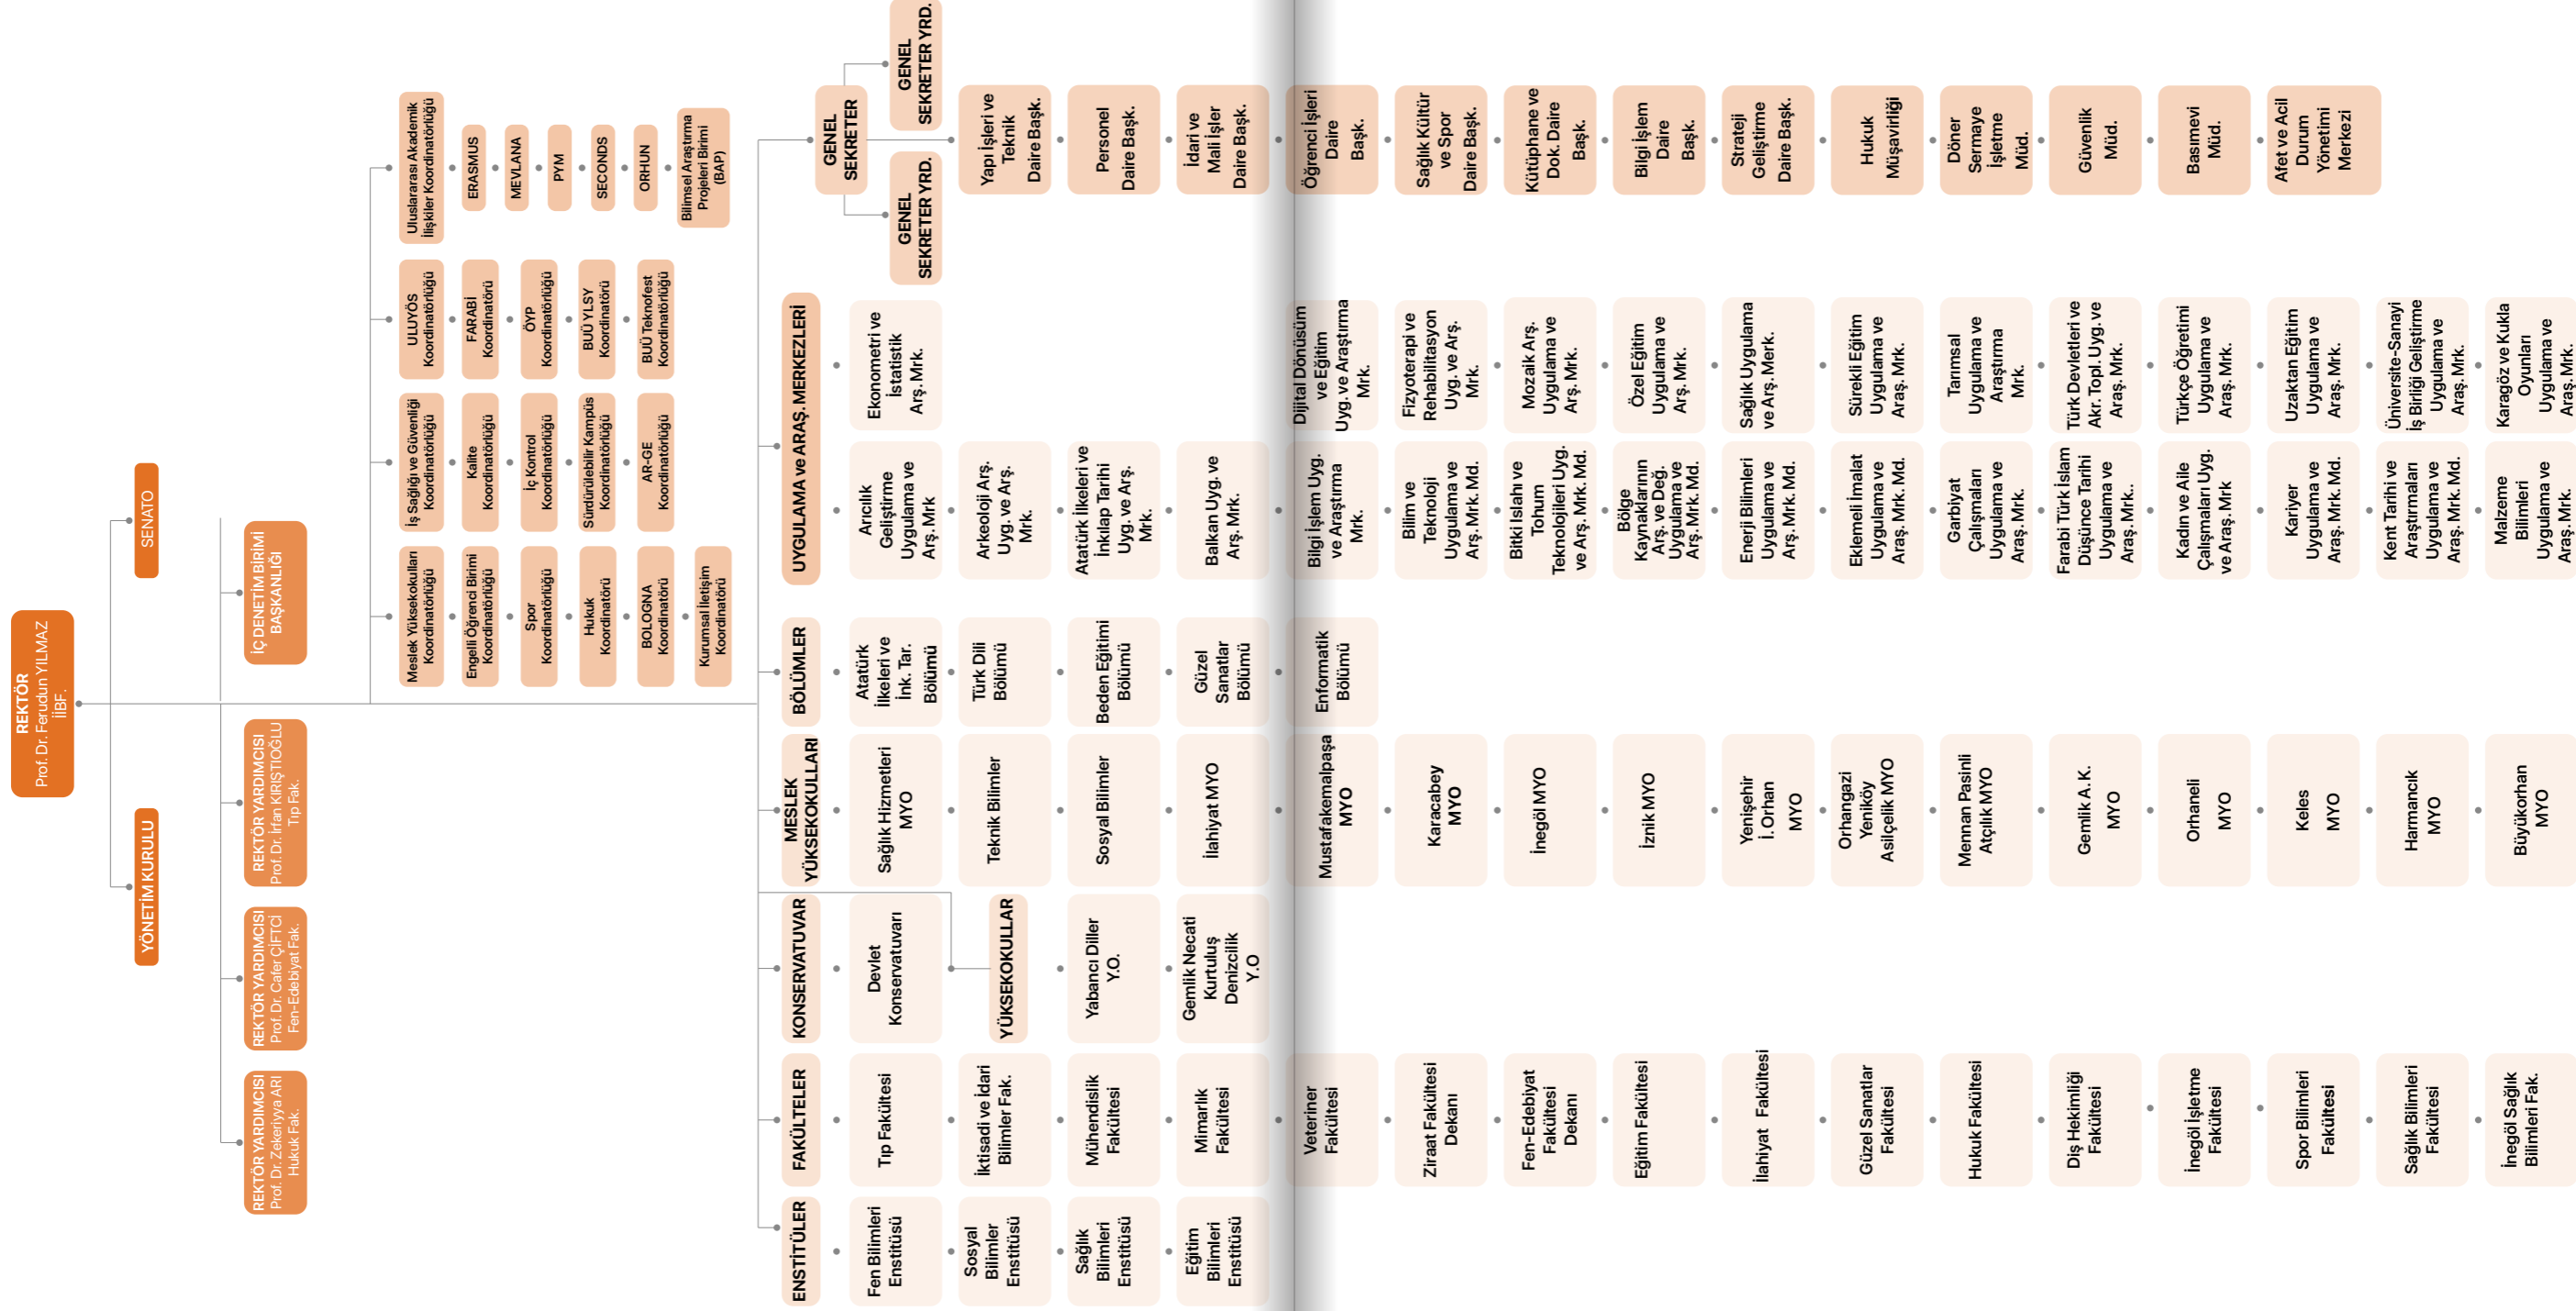 REKTÖR
Prof. Dr. Ferudun YILMAZ
İİBF.
YÖNETİM KURULU
SENATO
REKTÖR YARDIMCISI
Prof. Dr. Zekeriyya ARI
Hukuk Fak.
REKTÖR YARDIMCISI
Prof. Dr. Cafer ÇİFTCİ
Fen-Edebiyat Fak.
REKTÖR YARDIMCISI
Prof. Dr. İrfan KIRIŞTIOĞLU
Tıp Fak.
İÇ DENETİM BİRİMİ
BAŞKANLIĞI
Meslek Yüksekokulları
Koordinatörlüğü
Engelli Öğrenci Birimi
Koordinatörlüğü
Spor
Koordinatörlüğü
Hukuk
Koordinatörü
BOLOGNA
Koordinatörü
Kurumsal İletişim
Koordinatörü
İş Sağlığı ve Güvenliği
Koordinatörlüğü
Kalite
Koordinatörlüğü
İç Kontrol
Koordinatörlüğü
Sürdürülebilir Kampüs
Koordinatörlüğü
AR-GE
Koordinatörlüğü
ULUYÖS
Koordinatörlüğü
FARABİ
Koordinatörü
ÖYP
Koordinatörlüğü
BUÜ YLSY
Koordinatörü
BUÜ Teknofest
Koordinatörlüğü
Uluslararası Akademik
İlişkiler Koordinatörlüğü
ERASMUS
MEVLANA
PYM
SECONDS
ORHUN
Bilimsel Araştırma
Projeleri Birimi
(BAP)
ENSTİTÜLER
Fen Bilimleri
Enstitüsü
Sosyal
Bilimler
Enstitüsü
Sağlık
Bilimleri
Enstitüsü
Eğitim
Bilimleri
Enstitüsü
FAKÜLTELER
Tıp Fakültesi
İktisadi ve İdari
Bilimler Fak.
Mühendislik
Fakültesi
Mimarlık
Fakültesi
Veteriner
Fakültesi
Ziraat Fakültesi
Dekanı
Fen-Edebiyat
Fakültesi
Dekanı
Eğitim Fakültesi
İlahiyat Fakültesi
Güzel Sanatlar
Fakültesi
Hukuk Fakültesi
Diş Hekimliği
Fakültesi
İnegöl İşletme
Fakültesi
Spor Bilimleri
Fakültesi
Sağlık Bilimleri
Fakültesi
İnegöl Sağlık
Bilimleri Fak.
KONSERVATUVAR
Devlet
Konservatuvarı
YÜKSEKOKULLAR
Yabancı Diller
Y.O.
Gemlik Necati
Kurtuluş
Denizcilik
Y.O
MESLEK
YÜKSEKOKULLARI
Sağlık Hizmetleri
MYO
Teknik Bilimler
Sosyal Bilimler
İlahiyat MYO
Mustafakemalpaşa
MYO
Karacabey
MYO
İnegöl MYO
İznik MYO
Yenişehir
İ. Orhan
MYO
Orhangazi
Yeniköy
Asilçelik MYO
Mennan Pasinli
Atçılık MYO
Gemlik A. K.
MYO
Orhaneli
MYO
Keles
MYO
Harmancık
MYO
Büyükorhan
MYO
BÖLÜMLER
Atatürk
İlkeleri ve
İnk. Tar.
Bölümü
Türk Dili
Bölümü
Beden Eğitimi
Bölümü
Güzel
Sanatlar
Bölümü
Enformatik
Bölümü
UYGULAMA ve ARAŞ. MERKEZLERİ
Arıcılık
Geliştirme
Uygulama ve
Arş. Mrk
Arkeoloji Arş.
Uyg. ve Arş.
Mrk.
Atatürk İlkeleri ve
İnkılap Tarihi
Uyg. ve Arş.
Mrk.
Balkan Uyg. ve
Arş. Mrk.
Bilgi İşlem Uyg.
ve Araştırma
Mrk.
Bilim ve
Teknoloji
Uygulama ve
Arş. Mrk. Md.
Bitki Islahı ve
Tohum
Teknolojileri Uyg.
ve Arş. Mrk. Md.
Bölge
Kaynaklarının
Arş. ve Değ.
Uygulama ve
Arş. Mrk. Md.
Enerji Bilimleri
Uygulama ve
Arş. Mrk. Md.
Eklemeli İmalat
Uygulama ve
Araş. Mrk. Md.
Garbiyat
Çalışmaları
Uygulama ve
Araş. Mrk.
Farabi Türk İslam
Düşünce Tarihi
Uygulama ve
Araş. Mrk..
Kadın ve Aile
Çalışmaları Uyg.
ve Araş. Mrk
Kariyer
Uygulama ve
Araş. Mrk. Md.
Kent Tarihi ve
Araştırmaları
Uygulama ve
Araş. Mrk. Md.
Malzeme
Bilimleri
Uygulama ve
Araş. Mrk.
Ekonometri ve
İstatistik
Arş. Mrk.
Dijital Dönüşüm
ve Eğitim
Uyg. ve Araştırma
Mrk.
Fizyoterapi ve
Rehabilitasyon
Uyg. ve Arş.
Mrk.
Mozaik Arş.
Uygulama ve
Arş. Mrk.
Özel Eğitim
Uygulama ve
Arş. Mrk.
Sağlık Uygulama
ve Arş. Merk.
Sürekli Eğitim
Uygulama ve
Araş. Mrk.
Tarımsal
Uygulama ve
Araştırma
Mrk.
Türk Devletleri ve
Akr. Topl. Uyg. ve
Araş. Mrk.
Türkçe Öğretimi
Uygulama ve
Araş. Mrk.
Uzaktan Eğitim
Uygulama ve
Araş. Mrk.
Üniversite-Sanayi
İş Birliği Geliştirme
Uygulama ve
Araş. Mrk.
Karagöz ve Kukla
Oyunları
Uygulama ve
Araş. Mrk.
GENEL
SEKRETER
GENEL
SEKRETER YRD.
GENEL
SEKRETER YRD.
Yapı İşleri ve
Teknik
Daire Başk.
Personel
Daire Başk.
İdari ve
Mali İşler
Daire Başk.
Öğrenci İşleri
Daire
Başk.
Sağlık Kültür
ve Spor
Daire Başk.
Kütüphane ve
Dok. Daire
Başk.
Bilgi İşlem
Daire
Başk.
Strateji
Geliştirme
Daire Başk.
Hukuk
Müşavirliği
Döner
Sermaye
İşletme
Müd.
Güvenlik
Müd.
Basımevi
Müd.
Afet ve Acil
Durum
Yönetimi
Merkezi